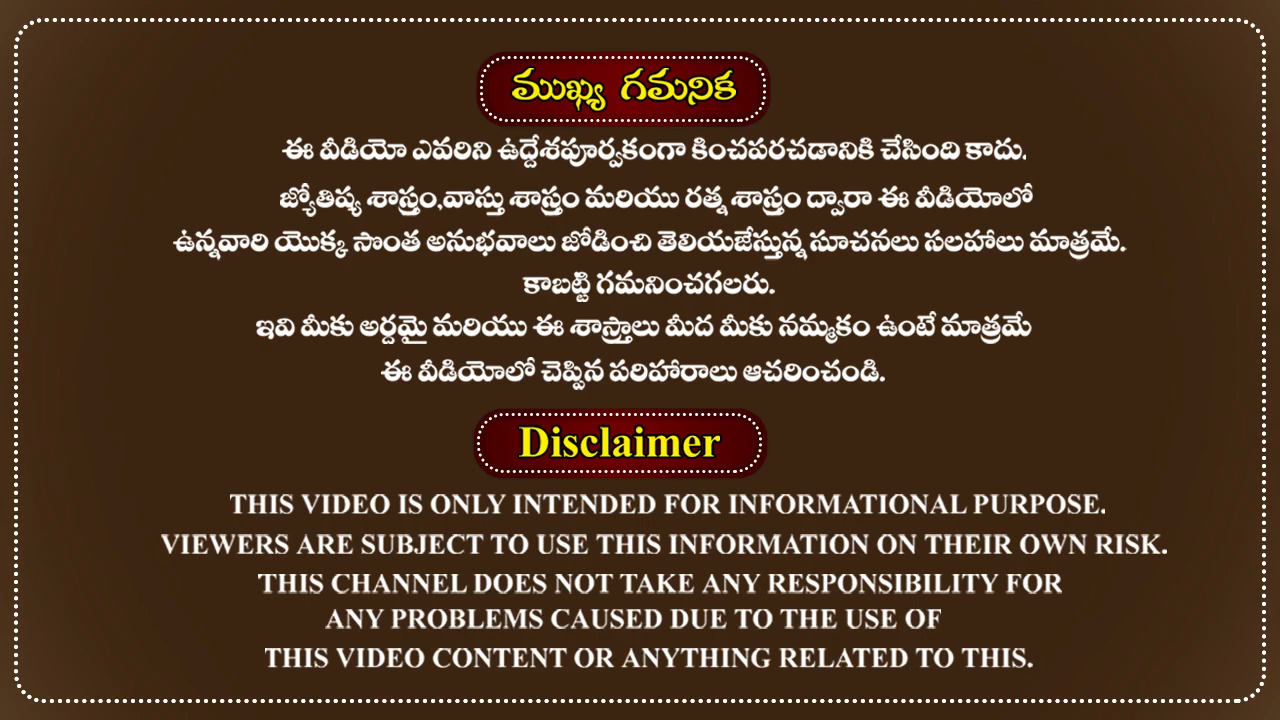 ముఖ్య గమనిక
ఈ వీడియో ఎవరిని ఉద్దేశపూర్వకంగా కించపరచడానికి చేసింది కాదు.
జ్యోతిష్య శాస్త్రం,వాస్తు శాస్త్రం మరియు రత్న శాస్త్రం ద్వారా ఈ వీడియోలో
ఉన్నవారి యొక్క సొంత అనుభవాలు జోడించి తెలియజేస్తున్న సూచనలు సలహాలు మాత్రమే.
కాబట్టి గమనించగలరు.
ఇవి మీకు అర్దమై మరియు ఈ శాస్త్రాలు మీద మీకు నమ్మకం ఉంటే మాత్రమే
ఈ వీడియోలో చెప్పిన పరిహారాలు ఆచరించండి.
Disclaimer
THIS VIDEO IS ONLY INTENDED FOR INFORMATIONAL PURPOSE.
VIEWERS ARE SUBJECT TO USE THIS INFORMATION ON THEIR OWN RISK.
THIS CHANNEL DOES NOT TAKE ANY RESPONSIBILITY FOR
ANY PROBLEMS CAUSED DUE TO THE USE OF
THIS VIDEO CONTENT OR ANYTHING RELATED TO THIS.